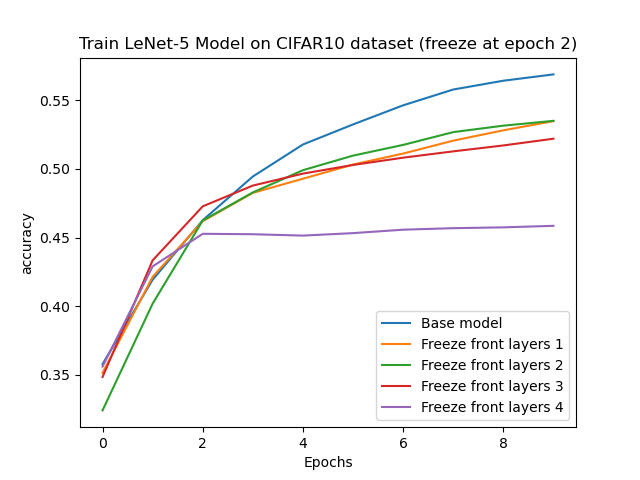 Train LeNet-5 Model on CIFAR10 dataset (freeze at epoch 2)
0.55
0.50
0.45
0.40
0.35
accuracy
0 2 4 6 8
Epochs
Base model
Freeze front layers 1
Freeze front layers 2
Freeze front layers 3
Freeze front layers 4